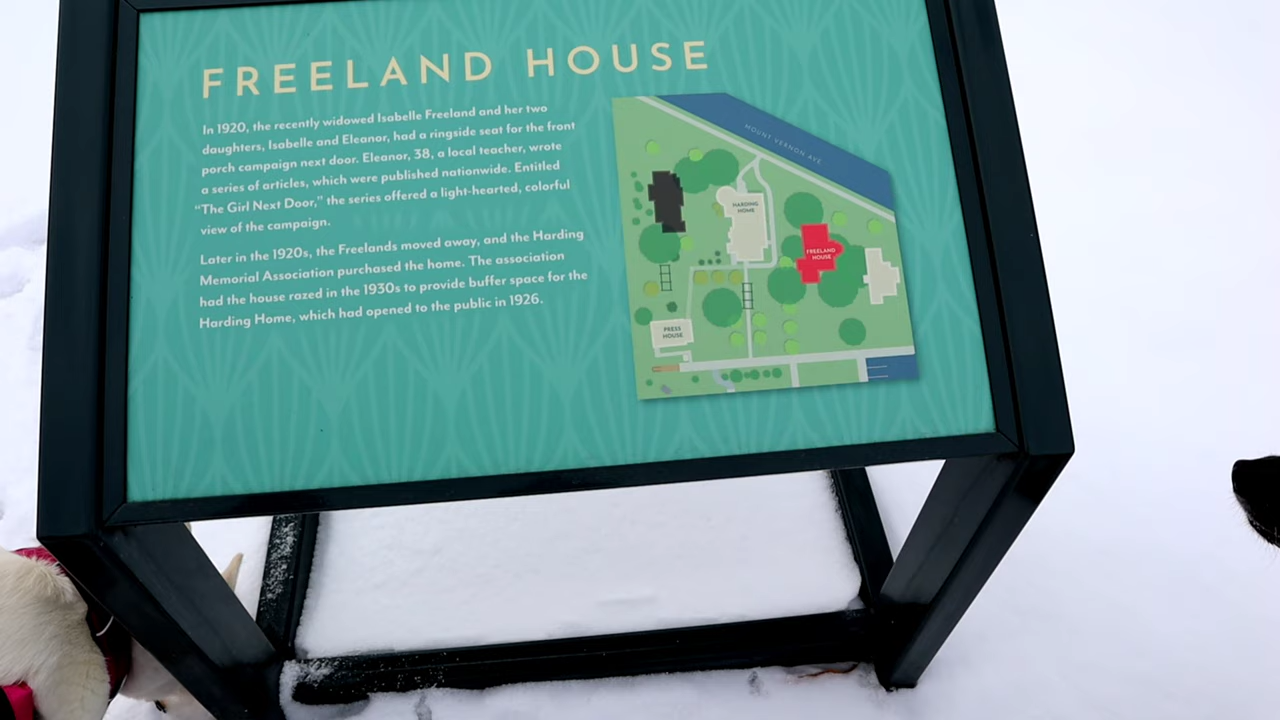 FREELAND HOUSE
In 1920, the recently widowed Isabelle Freeland and her two
daughters, Isabelle and Eleanor, had a ringside seat for the front
porch campaign next door. Eleanor, 38, a local teacher, wrote
a series of articles, which were published nationwide. Entitled
“The Girl Next Door,” the series offered a light-hearted, colorful
view of the campaign.
Later in the 1920s, the Freelands moved away, and the Harding
Memorial Association purchased the home. The association
had the house razed in the 1930s to provide buffer space for the
Harding Home, which had opened to the public in 1926.
MOUNT VERNON AVE.
HARDING
HOME
FREELAND
HOUSE
PRESS
HOUSE